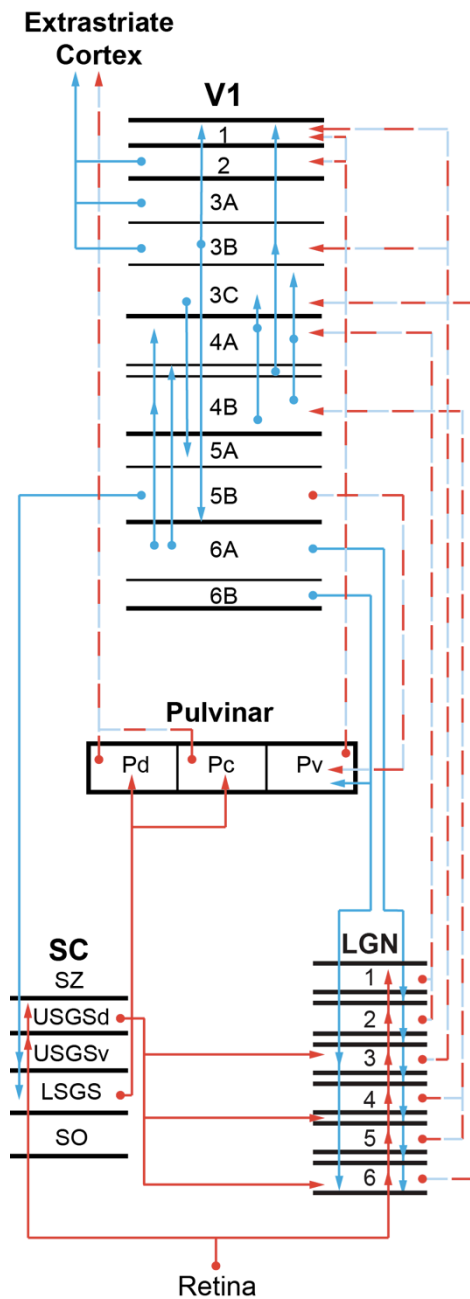 Extrastriate
Cortex
V1
1
2
3A
3B
3C
4A
4B
5A
5B
6A
6B
Pulvinar
Pd Pc Pv
SC
SZ
USGSd
USGSv
LSGS
SO
LGN
1
2
3
4
5
6
Retina